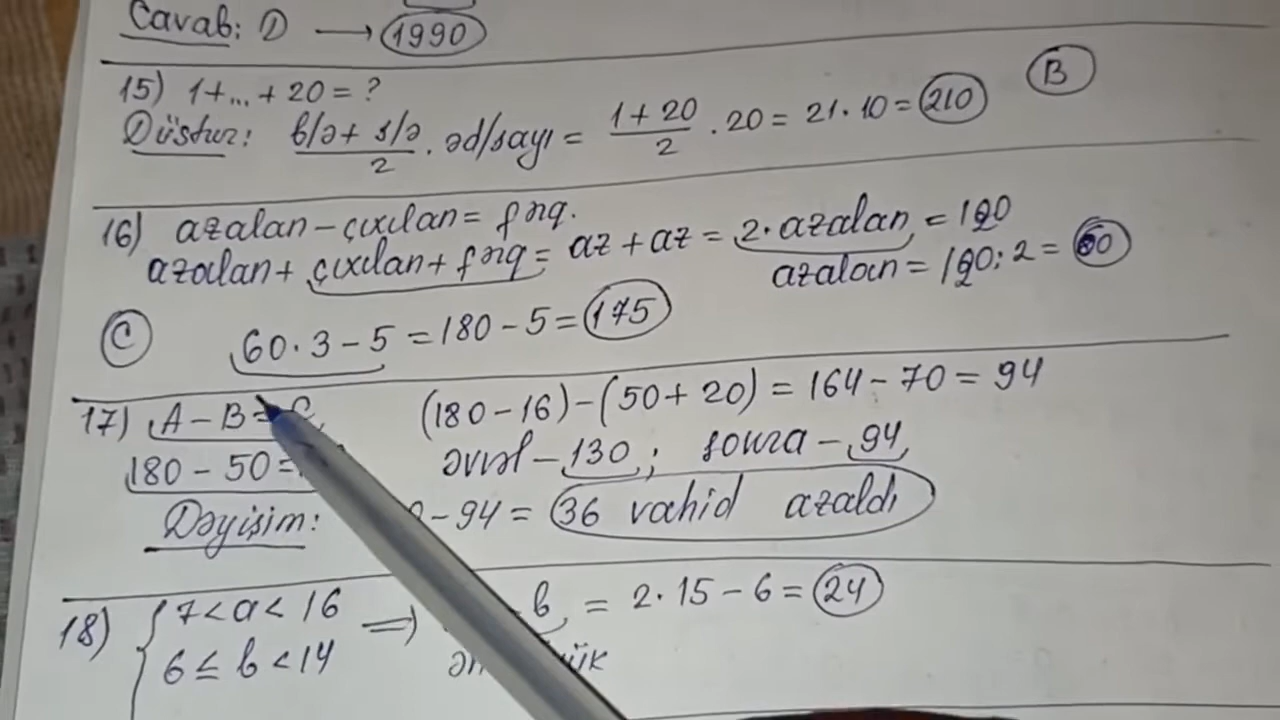 Cavab: D → 1990
15) 1+...+20 = ?
B
Düstur: b/ə + s/ə / 2 · əd/sayı = 1+20 / 2 · 20 = 21·10 = 210
16) azalan – çıxılan = fərq.
azalan + çıxılan + fərq = az + az = 2·azalan = 120
azalan = 120:2 = 60
C 60·3 – 5 = 180 – 5 = 175
17) A – B = C (180 – 16) – (50 + 20) = 164 – 70 = 94
180 – 50 = əvvəl – 130 ; sonra – 94
Dəyişim: – 94 = 36 vahid azaldı
18) 7 < a < 16 ⇒ b = 2·15 – 6 = 24
6 ≤ b < 14